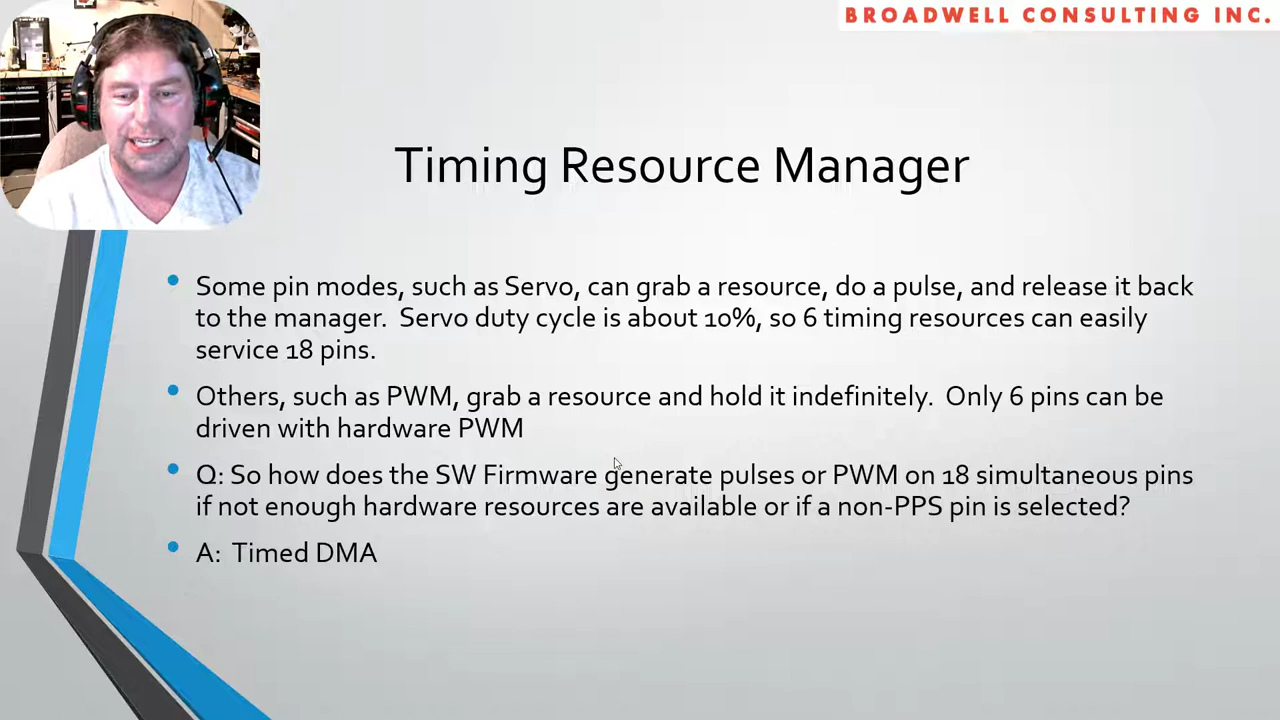 BROADWELL CONSULTING INC.
Timing Resource Manager
• Some pin modes, such as Servo, can grab a resource, do a pulse, and release it back
to the manager. Servo duty cycle is about 10%, so 6 timing resources can easily
service 18 pins.
• Others, such as PWM, grab a resource and hold it indefinitely. Only 6 pins can be
driven with hardware PWM
• Q: So how does the SW Firmware generate pulses or PWM on 18 simultaneous pins
if not enough hardware resources are available or if a non-PPS pin is selected?
• A: Timed DMA